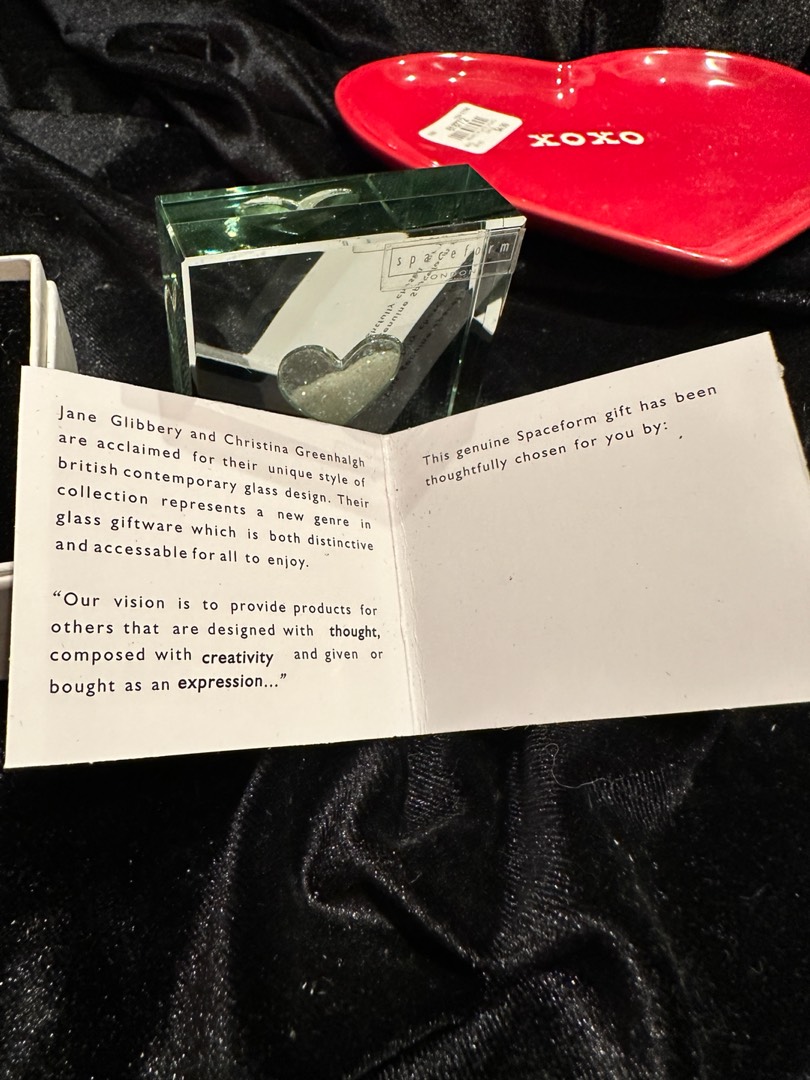 XOXO
spaceform
LONDON
Jane Glibbery and Christina Greenhalgh
are acclaimed for their unique style of
british contemporary glass design. Their
collection represents a new genre in
glass giftware which is both distinctive
and accessable for all to enjoy.
“Our vision is to provide products for
others that are designed with thought,
composed with creativity and given or
bought as an expression...”
This genuine Spaceform gift has been
thoughtfully chosen for you by: